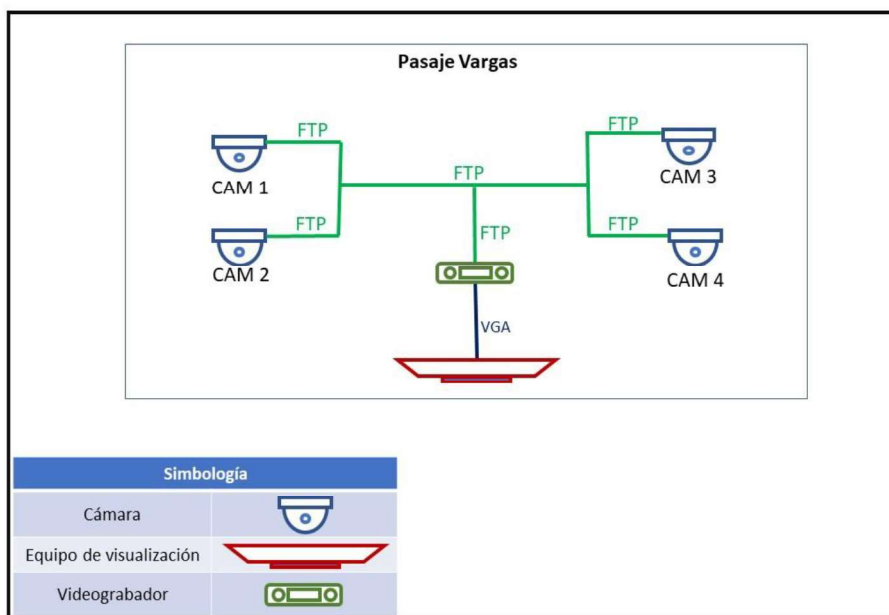 Pasaje Vargas
FTP
FTP
CAM 1
CAM 3
FTP
FTP
FTP
FTP
CAM 2
CAM 4
VGA
Simbología
Cámara
Equipo de visualización
Videograbador